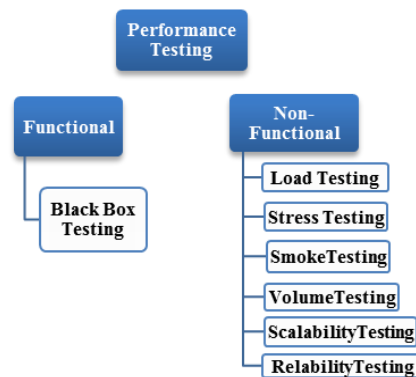 Performance
Testing
Functional
Non-
Functional
Black Box
Testing
Load Testing
Stress Testing
SmokeTesting
VolumeTesting
ScalabilityTesting
RelabilityTesting